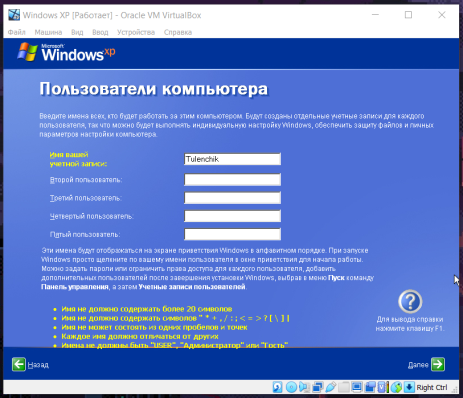 Windows XP [Работает] - Oracle VM VirtualBox
Файл Машина Вид Ввод Устройства Справка
Microsoft
Windows xp
Пользователи компьютера
Введите имена всех, кто будет работать за этим компьютером. Будут созданы отдельные учетные записи для каждого
пользователя, так что можно будет выполнять индивидуальную настройку Windows, обеспечить защиту файлов и личных
параметров настройки компьютера.
Имя вашей
учетной записи:
Tulenchik
Второй пользователь:
Третий пользователь:
Четвертый пользователь:
Пятый пользователь:
Эти имена будут отображаться на экране приветствия Windows в алфавитном порядке. При запуске
Windows просто щелкните по вашему имени пользователя в окне приветствия для начала работы.
Можно задать пароли или ограничить права доступа для каждого пользователя, добавить
дополнительных пользователей после завершения установки Windows, выбрав в меню Пуск команду
Панель управления, а затем Учетные записи пользователей.
• Имя не должно содержать более 20 символов
• Имя не должно содержать символов " * + , / : ; < = > ? [ \ ] |
• Имя не может состоять из одних пробелов и точек
• Каждое имя должно отличаться от других
• Имена не должны быть "USER", "Администратор" или "Гость"
?
Для вывода справки
нажмите клавишу F1.
Назад
Далее
Right Ctrl